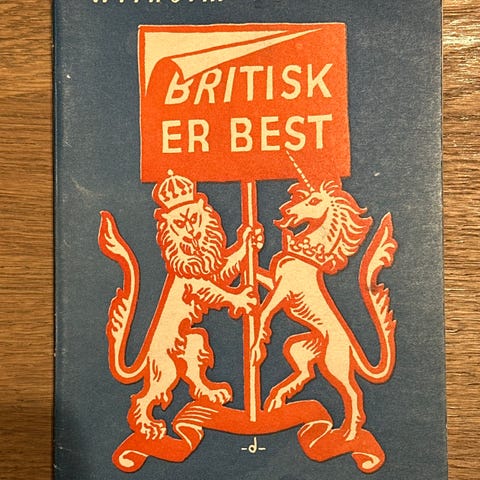 BRITISK
ER BEST
-d-